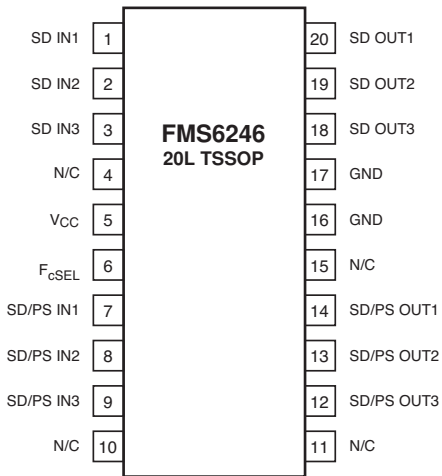 SD IN1 1 20 SD OUT1
SD IN2 2 19 SD OUT2
SD IN3 3 FMS6246 18 SD OUT3
20L TSSOP
N/C 4 17 GND
VCC 5 16 GND
FcSEL 6 15 N/C
SD/PS IN1 7 14 SD/PS OUT1
SD/PS IN2 8 13 SD/PS OUT2
SD/PS IN3 9 12 SD/PS OUT3
N/C 10 11 N/C